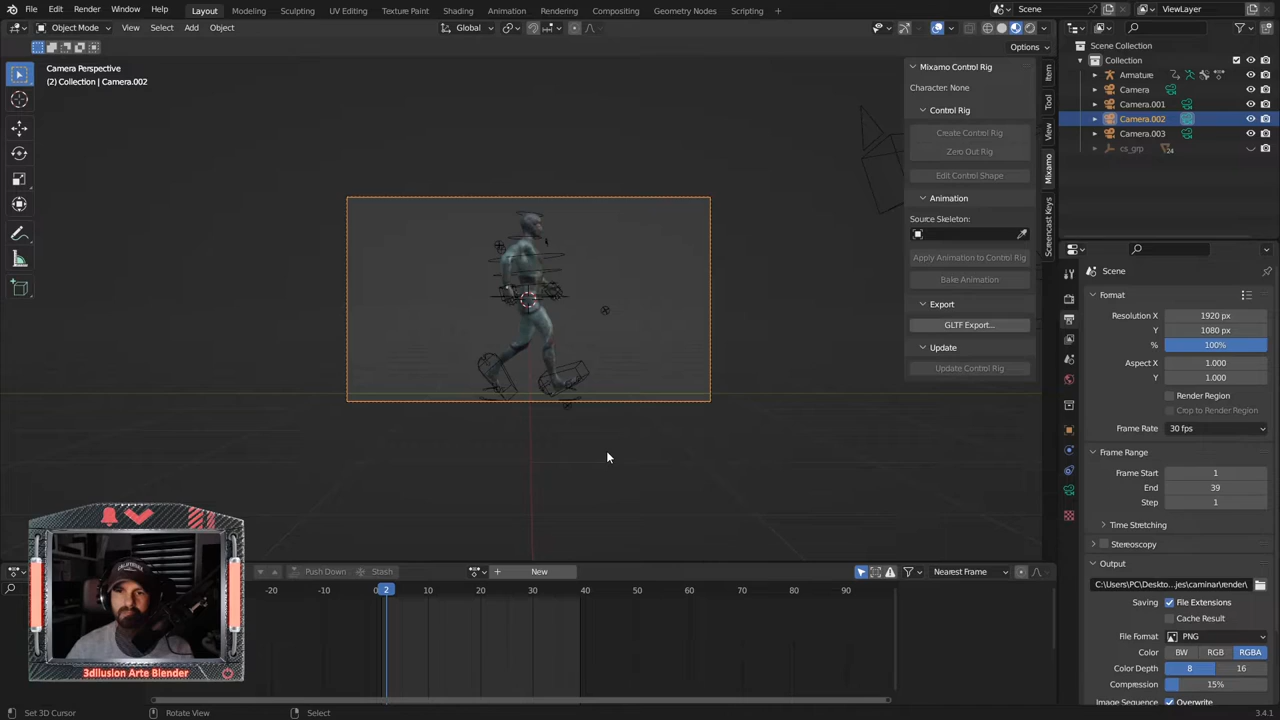 File Edit Render Window Help Layout Modeling Sculpting UV Editing Texture Paint Shading Animation Rendering Compositing Geometry Nodes Scripting Scene ViewLayer
Object Mode View Select Add Object Global
Options
Camera Perspective
(2) Collection | Camera.002
Mixamo Control Rig
Character: None
Control Rig
Create Control Rig
Zero Out Rig
Edit Control Shape
Animation
Source Skeleton:
Apply Animation to Control Rig
Bake Animation
Export
GLTF Export...
Update
Update Control Rig
Item
Tool
View
Mixamo
Screencast Keys
Scene Collection
Collection
Armature
Camera
Camera.001
Camera.002
Camera.003
cs_grp 24
Scene
Format
Resolution X 1920 px
Y 1080 px
% 100%
Aspect X 1.000
Y 1.000
Render Region
Crop to Render Region
Frame Rate 30 fps
Frame Range
Frame Start 1
End 39
Step 1
Time Stretching
Stereoscopy
Output
C:\Users\PC\Deskto...jes\caminar\render\
Saving File Extensions
Cache Result
File Format PNG
Color BW RGB RGBA
Color Depth 8 16
Compression 15%
Image Sequence Overwrite
Push Down Stash New Nearest Frame
-20 -10 2 10 20 30 40 50 60 70 80 90
3dilusion Arte Blender
Set 3D Cursor Rotate View Select 3.4.1